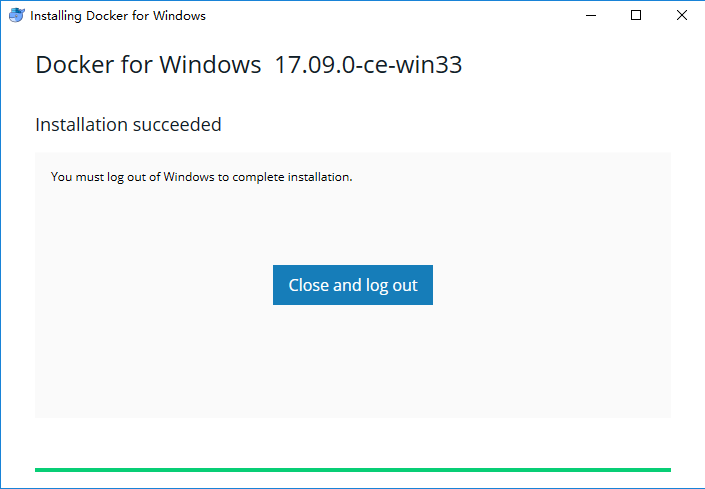 Installing Docker for Windows
Docker for Windows 17.09.0-ce-win33
Installation succeeded
You must log out of Windows to complete installation.
Close and log out